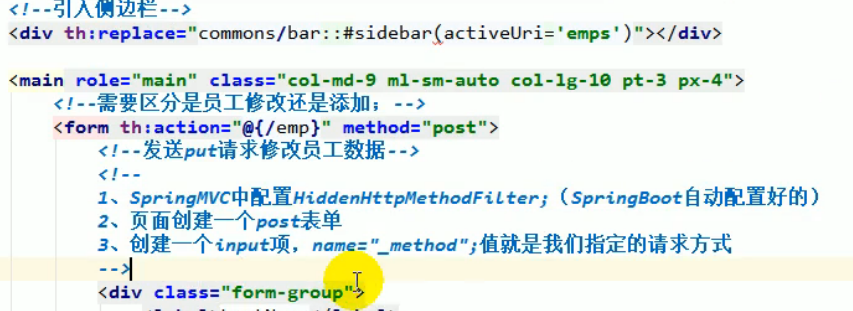 <!--引入侧边栏-->
<div th:replace="commons/bar::#sidebar(activeUri='emps')"></div>
<main role="main" class="col-md-9 ml-sm-auto col-lg-10 pt-3 px-4">
<!--需要区分是员工修改还是添加；-->
<form th:action="@{/emp}" method="post">
<!--发送put请求修改员工数据-->
<!--
1、SpringMVC中配置HiddenHttpMethodFilter;（SpringBoot自动配置好的）
2、页面创建一个post表单
3、创建一个input项，name="_method";值就是我们指定的请求方式
-->
<div class="form-group">